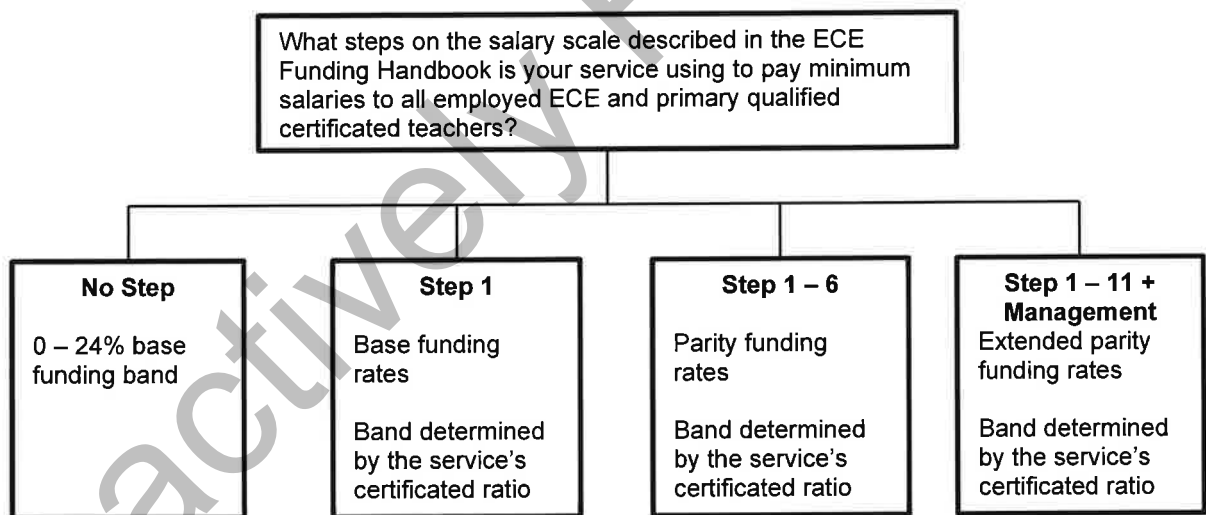 What steps on the salary scale described in the ECE
Funding Handbook is your service using to pay minimum
salaries to all employed ECE and primary qualified
certificated teachers?
No Step
0 – 24% base
funding band
Step 1
Base funding
rates
Band determined
by the service's
certificated ratio
Step 1 – 6
Parity funding
rates
Band determined
by the service's
certificated ratio
Step 1 – 11 +
Management
Extended parity
funding rates
Band determined
by the service's
certificated ratio
actively